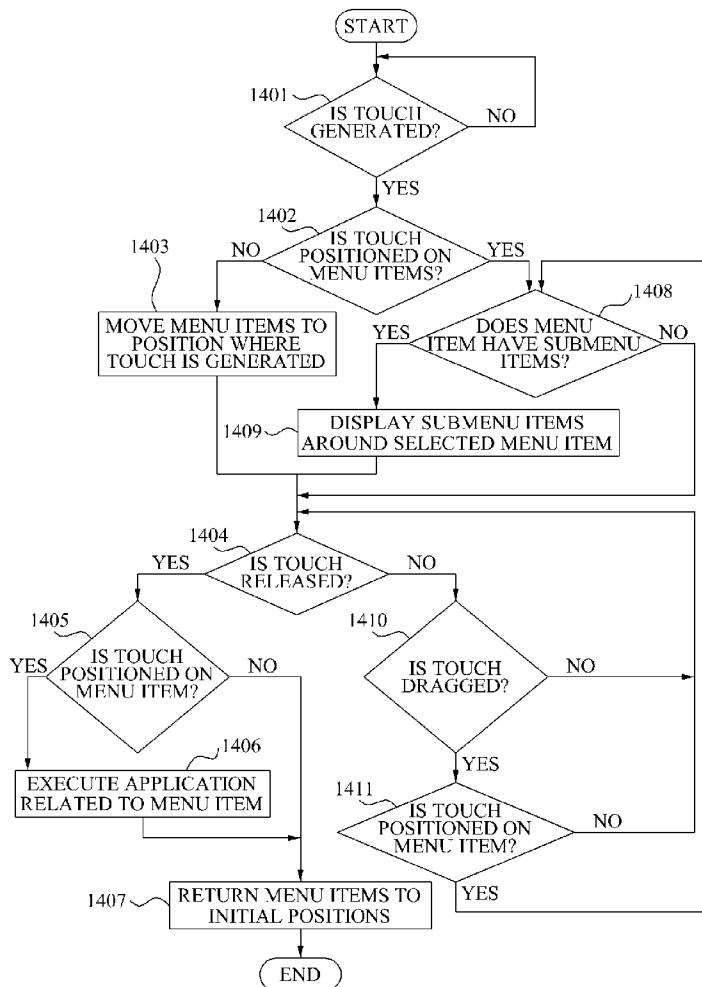 START
1401
IS TOUCH
GENERATED?
NO
YES
1402
IS TOUCH
POSITIONED ON
MENU ITEMS?
NO
YES
1403
MOVE MENU ITEMS TO
POSITION WHERE
TOUCH IS GENERATED
1408
DOES MENU
ITEM HAVE SUBMENU
ITEMS?
YES
NO
1409
DISPLAY SUBMENU ITEMS
AROUND SELECTED MENU ITEM
1404
IS TOUCH
RELEASED?
YES
NO
1405
IS TOUCH
POSITIONED ON
MENU ITEM?
YES
NO
1410
IS TOUCH
DRAGGED?
NO
YES
1406
EXECUTE APPLICATION
RELATED TO MENU ITEM
1411
IS TOUCH
POSITIONED ON
MENU ITEM?
NO
YES
1407
RETURN MENU ITEMS TO
INITIAL POSITIONS
END